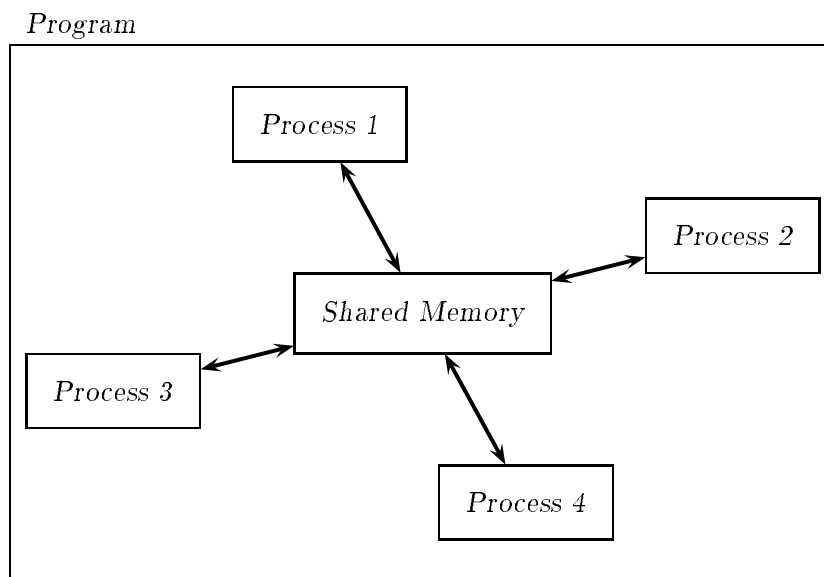 Program
Process 1
Process 2
Shared Memory
Process 3
Process 4